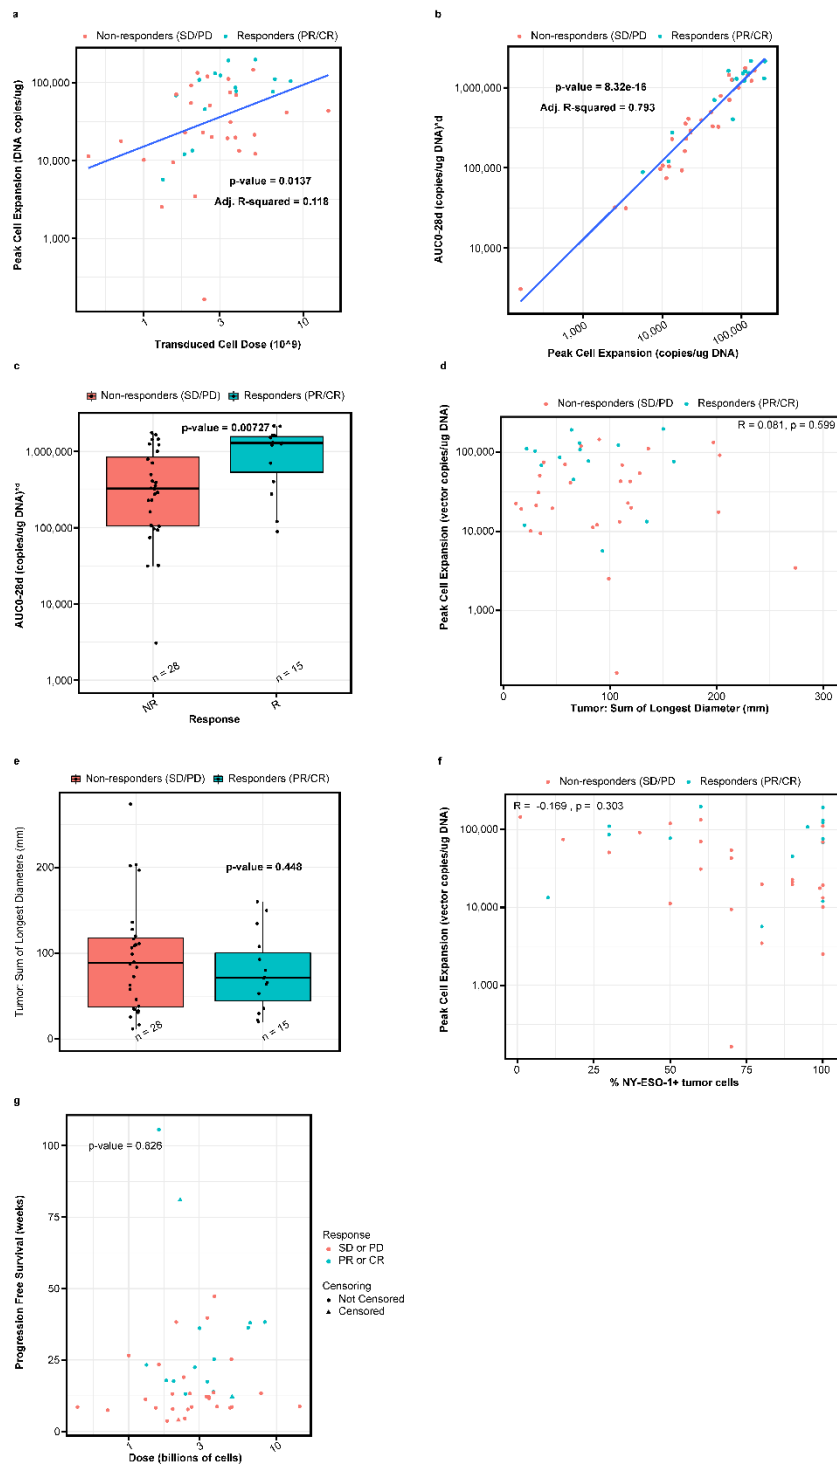 a
Non-responders (SD/PD Responders (PR/CR)
Peak Cell Expansion (DNA copies/ug)
100,000
10,000
1,000
p-value = 0.0137
Adj. R-squared = 0.118
1 3 10
Transduced Cell Dose (10^9)
b
Non-responders (SD/PD Responders (PR/CR)
AUC0-28d (copies/ug DNA)*d
1,000,000
100,000
10,000
p-value = 8.32e-16
Adj. R-squared = 0.793
1,000 10,000 100,000
Peak Cell Expansion (copies/ug DNA)
c
Non-responders (SD/PD) Responders (PR/CR)
AUC0-28d (copies/ug DNA)*d
1,000,000
100,000
10,000
1,000
p-value = 0.00727
n = 28 n = 15
NR R
Response
d
Non-responders (SD/PD) Responders (PR/CR)
Peak Cell Expansion (vector copies/ug DNA)
100,000
10,000
1,000
R = 0.081, p = 0.599
0 100 200 300
Tumor: Sum of Longest Diameter (mm)
e
Non-responders (SD/PD) Responders (PR/CR)
Tumor: Sum of Longest Diameters (mm)
200
100
0
p-value = 0.448
n = 28 n = 15
f
Non-responders (SD/PD Responders (PR/CR)
Peak Cell Expansion (vector copies/ug DNA)
100,000
10,000
1.000
R = -0.169 , p = 0.303
0 25 50 75 100
% NY-ESO-1+ tumor cells
g
Progression Free Survival (weeks)
100
75
50
25
0
p-value = 0.826
1 3 10
Dose (billions of cells)
Response
SD or PD
PR or CR
Censoring
Not Censored
Censored